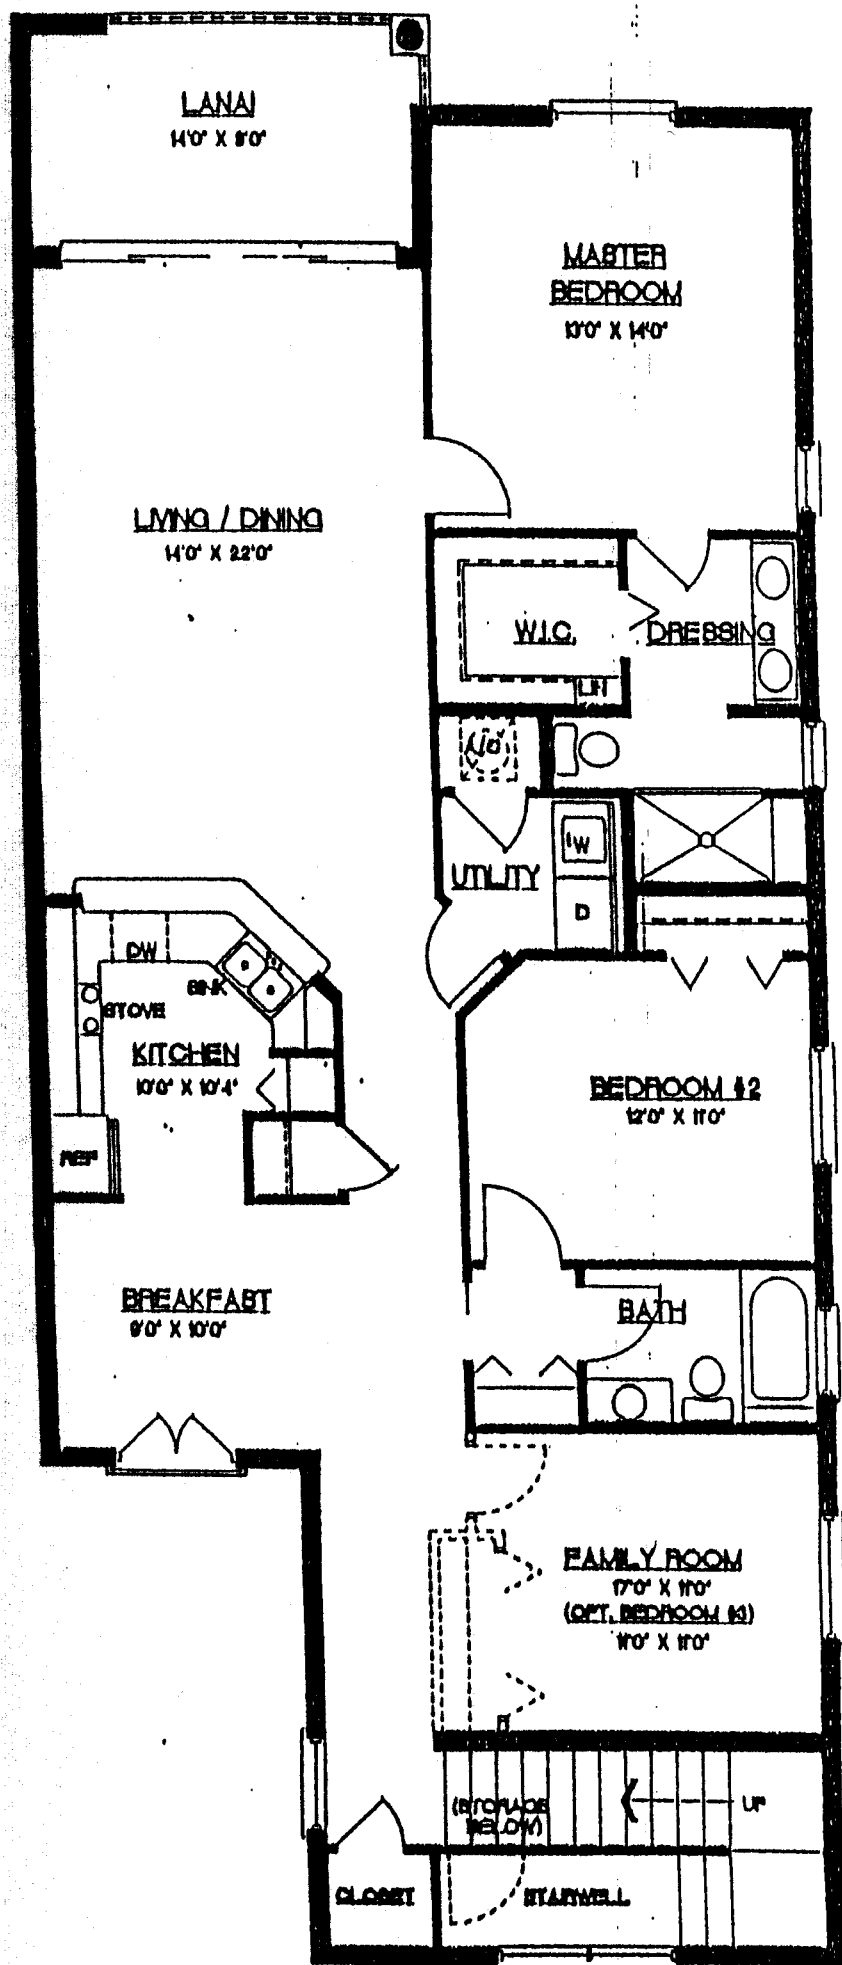 LANAI
14'0" X 8'0"
MASTER
BEDROOM
13'0" X 14'0"
LIVING / DINING
14'0" X 22'0"
W.I.C.
DRESSING
LIN
UTILITY
W
D
DW
SINK
STOVE
KITCHEN
10'0" X 10'4"
REF
BEDROOM #2
12'0" X 11'0"
BREAKFAST
9'0" X 10'0"
BATH
FAMILY ROOM
17'0" X 11'0"
(OPT. BEDROOM #3)
11'0" X 11'0"
(STORAGE
BELOW)
UP
CLOSET
STAIRWELL